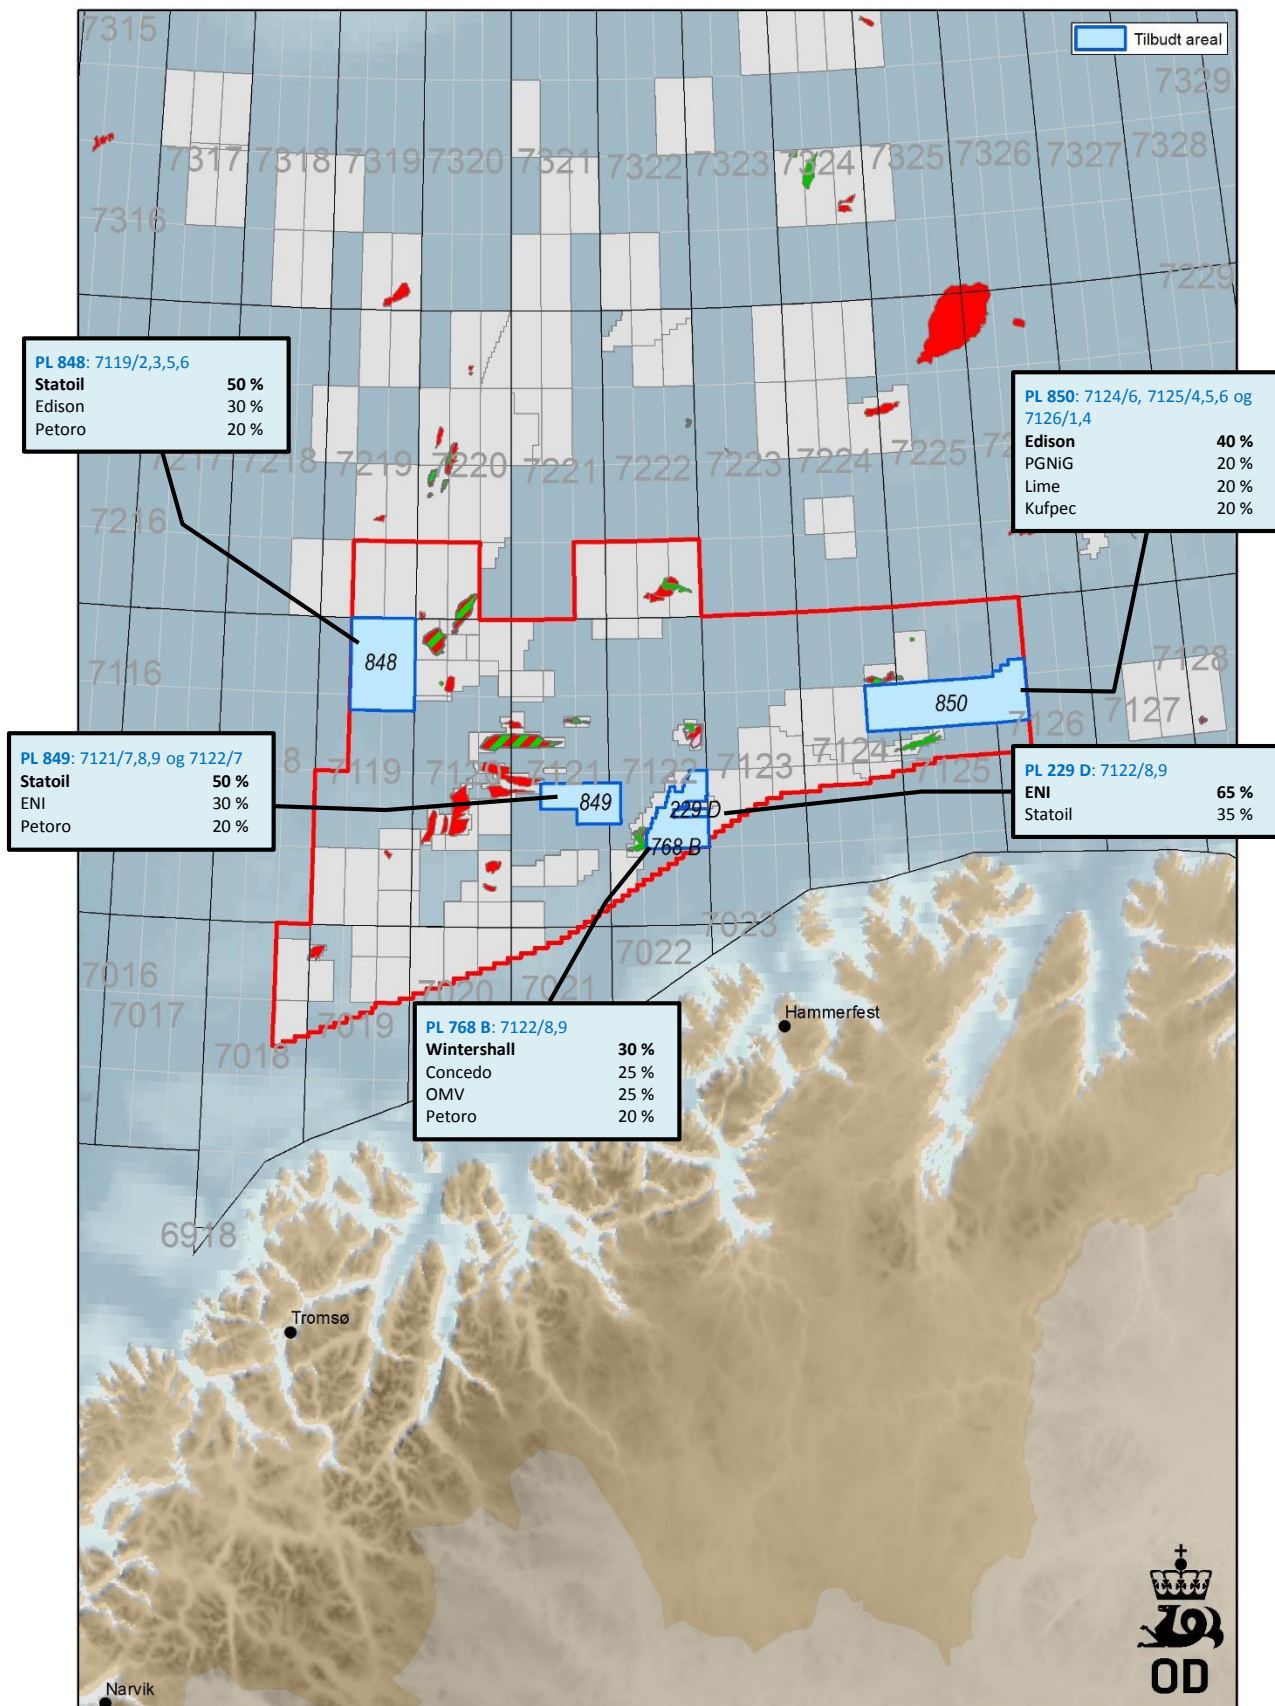 7315
Tilbudt areal
7329
7317
7318
7319
7320
7321
7322
7323
7324
7325
7326
7327
7328
7316
7229
PL 848: 7119/2,3,5,6
Statoil 50 %
Edison 30 %
Petoro 20 %
PL 850: 7124/6, 7125/4,5,6 og
7126/1,4
Edison 40 %
PGNiG 20 %
Lime 20 %
Kufpec 20 %
7217
7218
7219
7220
7221
7222
7223
7224
7225
7216
848
7116
7128
850
7127
7126
PL 849: 7121/7,8,9 og 7122/7
Statoil 50 %
ENI 30 %
Petoro 20 %
8
7119
7121
7122
7123
7124
7125
PL 229 D: 7122/8,9
ENI 65 %
Statoil 35 %
849
229 D
768 B
7023
7022
7016
7017
7018
7019
7020
7021
PL 768 B: 7122/8,9
Wintershall 30 %
Concedo 25 %
OMV 25 %
Petoro 20 %
Hammerfest
6918
Tromsø
Narvik
OD